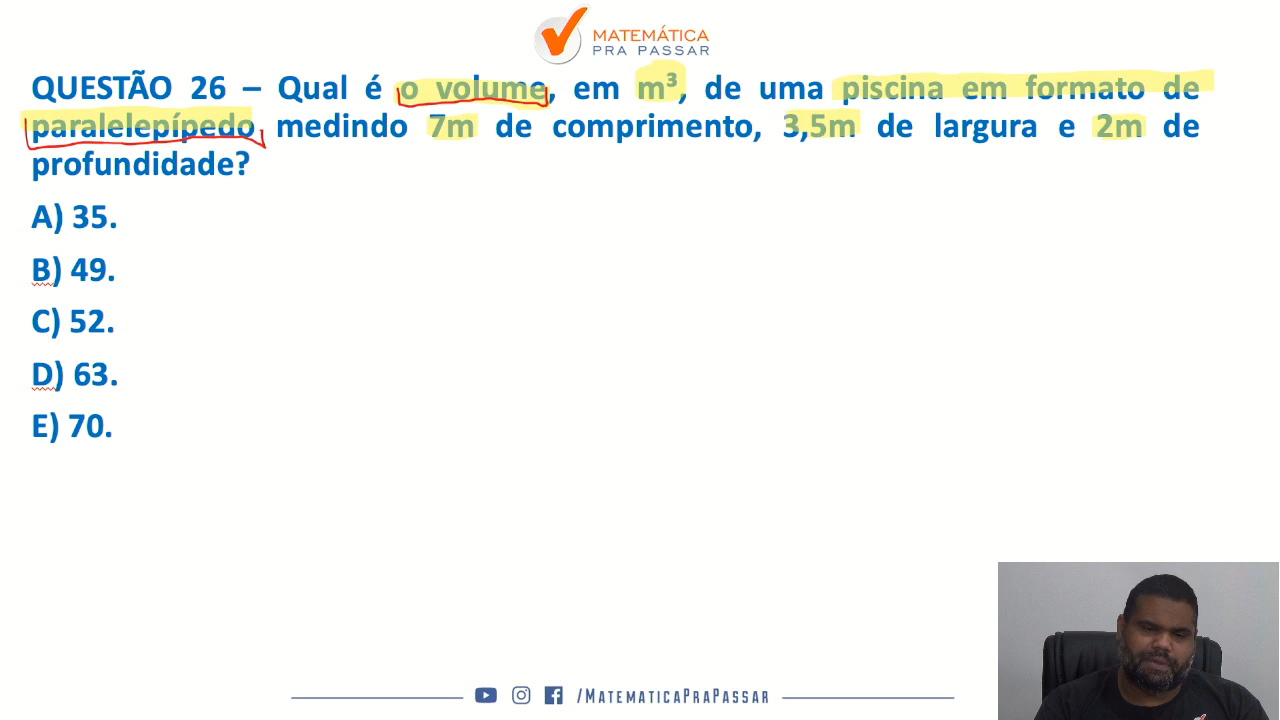 MATEMÁTICA
PRA PASSAR
QUESTÃO 26 – Qual é o volume, em m³, de uma piscina em formato de
paralelepípedo, medindo 7m de comprimento, 3,5m de largura e 2m de
profundidade?
A) 35.
B) 49.
C) 52.
D) 63.
E) 70.
/MATEMATICAPRAPASSAR